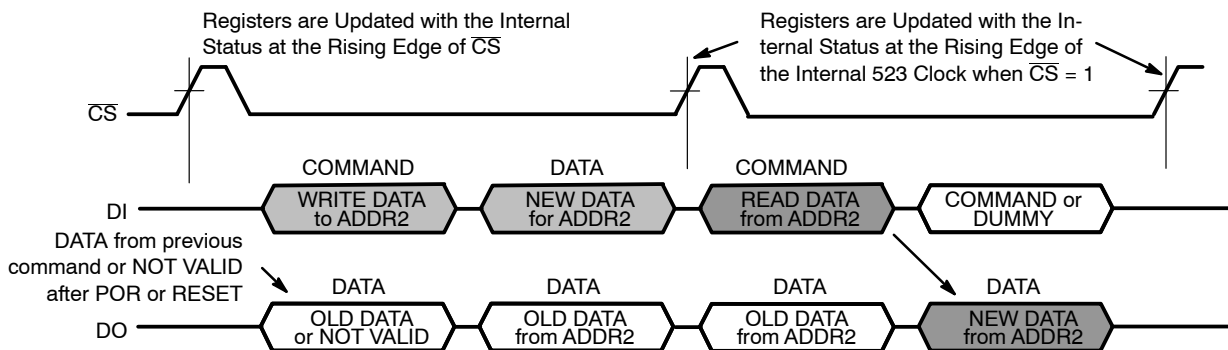 Registers are Updated with the Internal
Status at the Rising Edge of CS
Registers are Updated with the In-
ternal Status at the Rising Edge of
the Internal 523 Clock when CS = 1
CS
COMMAND
DATA
COMMAND
DI
WRITE DATA
to ADDR2
NEW DATA
for ADDR2
READ DATA
from ADDR2
COMMAND or
DUMMY
DATA from previous
command or NOT VALID
after POR or RESET
DATA
DATA
DATA
DATA
DO
OLD DATA
or NOT VALID
OLD DATA
from ADDR2
OLD DATA
from ADDR2
NEW DATA
from ADDR2